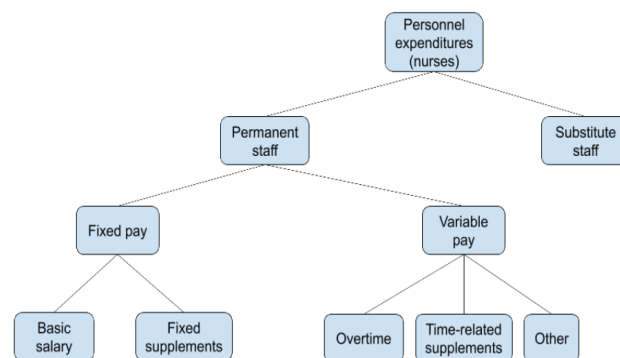 Personnel
expenditures
(nurses)
Permanent
staff
Substitute
staff
Fixed pay
Variable
pay
Basic
salary
Fixed
supplements
Overtime
Time-related
supplements
Other